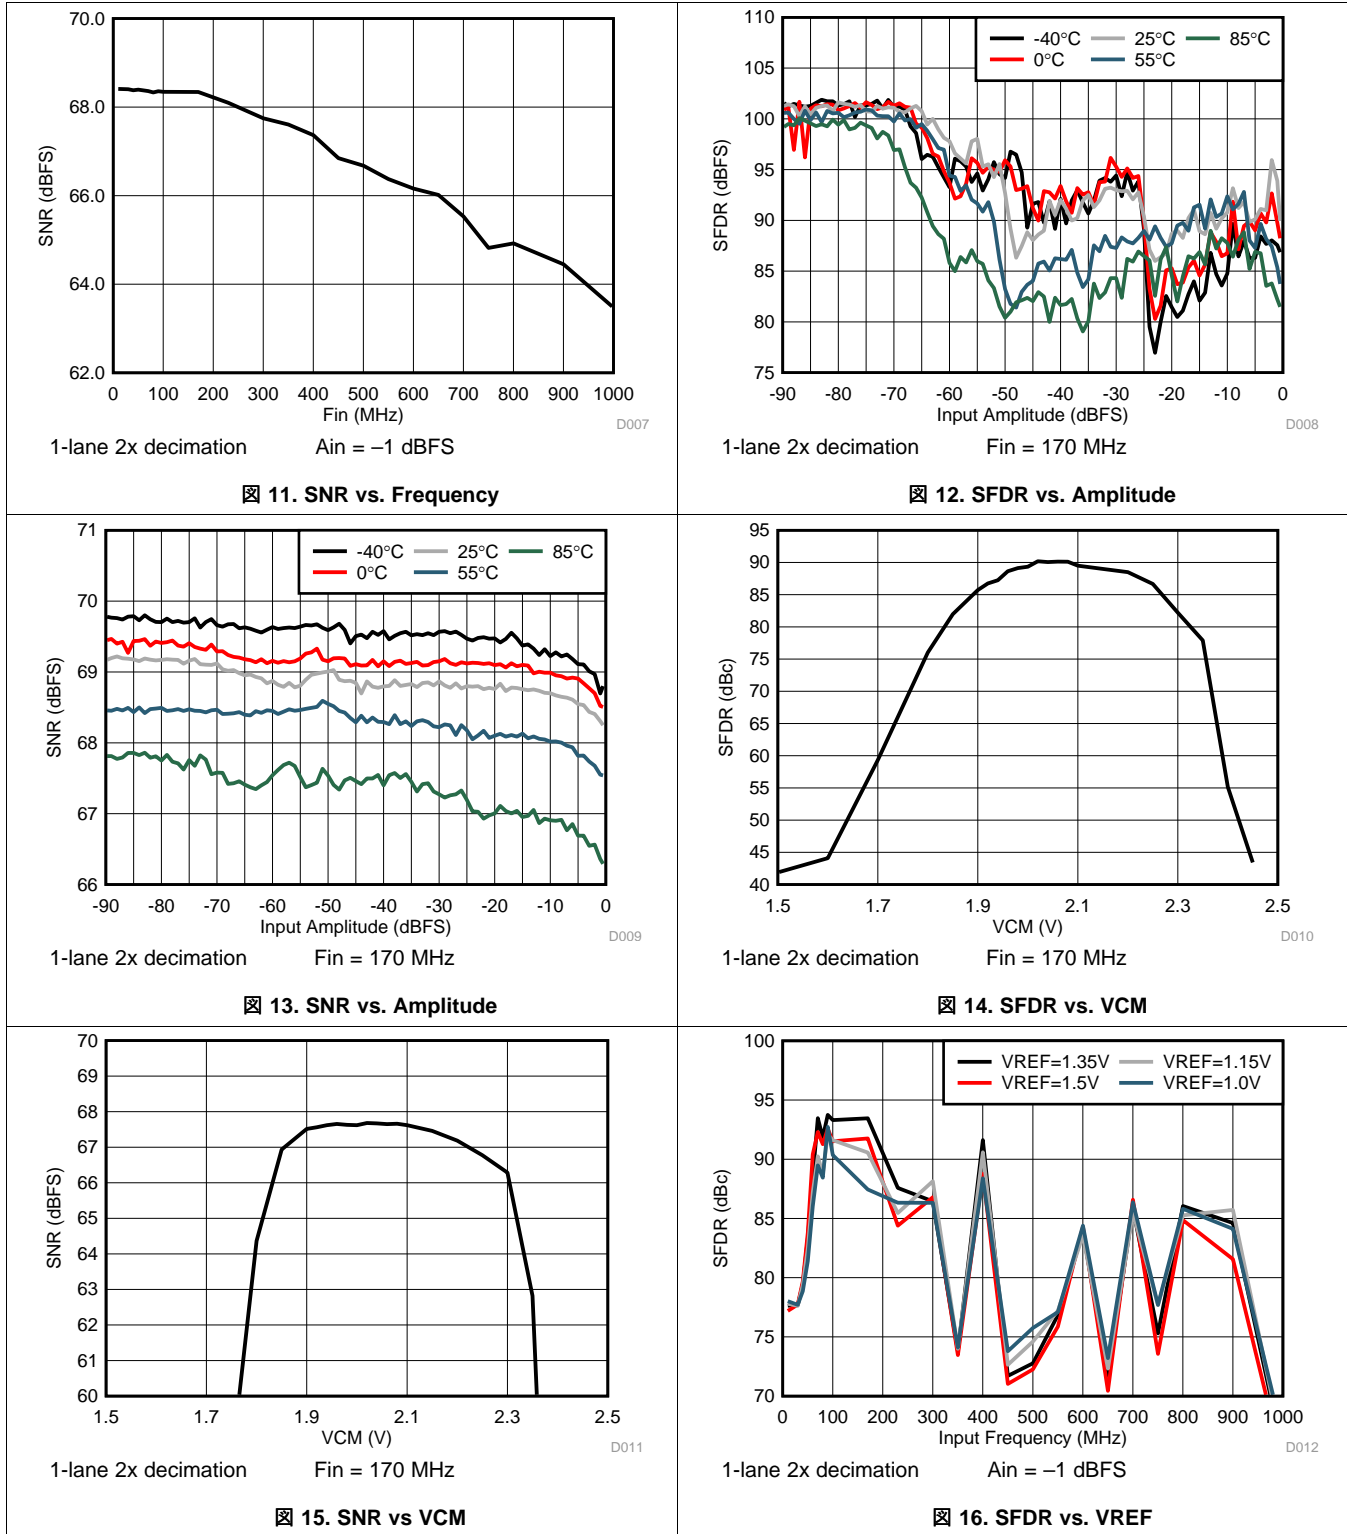 70.0
68.0
66.0
64.0
62.0
SNR (dBFS)
0 100 200 300 400 500 600 700 800 900 1000
Fin (MHz)
D007
1-lane 2x decimation Ain = –1 dBFS
図 11. SNR vs. Frequency
110
105
100
95
90
85
80
75
SFDR (dBFS)
-40°C 25°C 85°C
0°C 55°C
-90 -80 -70 -60 -50 -40 -30 -20 -10 0
Input Amplitude (dBFS)
D008
1-lane 2x decimation Fin = 170 MHz
図 12. SFDR vs. Amplitude
71
70
69
68
67
66
SNR (dBFS)
-40°C 25°C 85°C
0°C 55°C
-90 -80 -70 -60 -50 -40 -30 -20 -10 0
Input Amplitude (dBFS)
D009
1-lane 2x decimation Fin = 170 MHz
図 13. SNR vs. Amplitude
95
90
85
80
75
70
65
60
55
50
45
40
SFDR (dBc)
1.5 1.7 1.9 2.1 2.3 2.5
VCM (V)
D010
1-lane 2x decimation Fin = 170 MHz
図 14. SFDR vs. VCM
70
69
68
67
66
65
64
63
62
61
60
SNR (dBFS)
1.5 1.7 1.9 2.1 2.3 2.5
VCM (V)
D011
1-lane 2x decimation Fin = 170 MHz
図 15. SNR vs VCM
100
95
90
85
80
75
70
SFDR (dBc)
VREF=1.35V VREF=1.15V
VREF=1.5V VREF=1.0V
0 100 200 300 400 500 600 700 800 900 1000
Input Frequency (MHz)
D012
1-lane 2x decimation Ain = –1 dBFS
図 16. SFDR vs. VREF